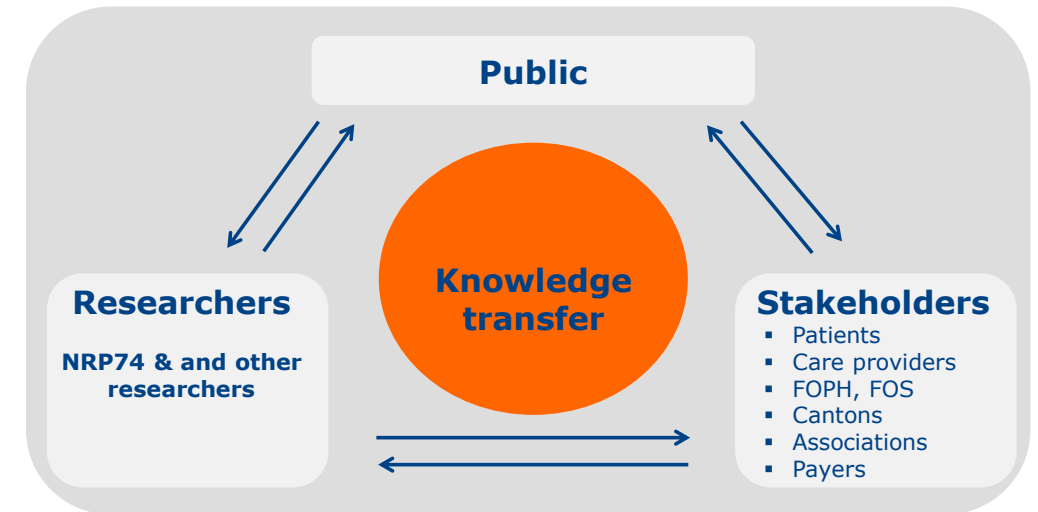 Public
Knowledge
transfer
Researchers
NRP74 & and other
researchers
Stakeholders
▪ Patients
▪ Care providers
▪ FOPH, FOS
▪ Cantons
▪ Associations
▪ Payers